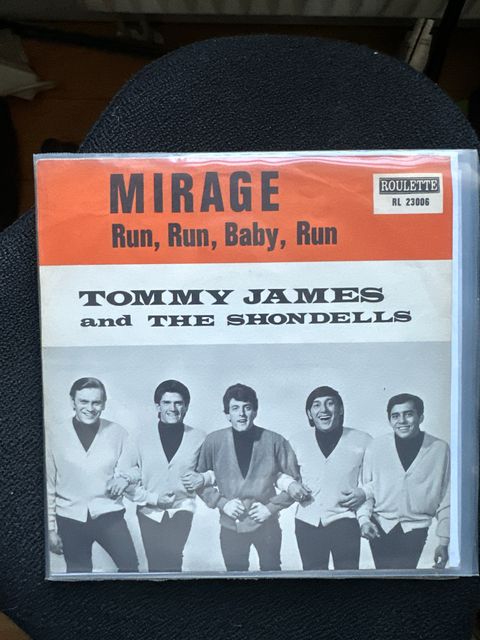 MIRAGE
Run, Run, Baby, Run
ROULETTE
RL 23006
TOMMY JAMES
and THE SHONDELLS